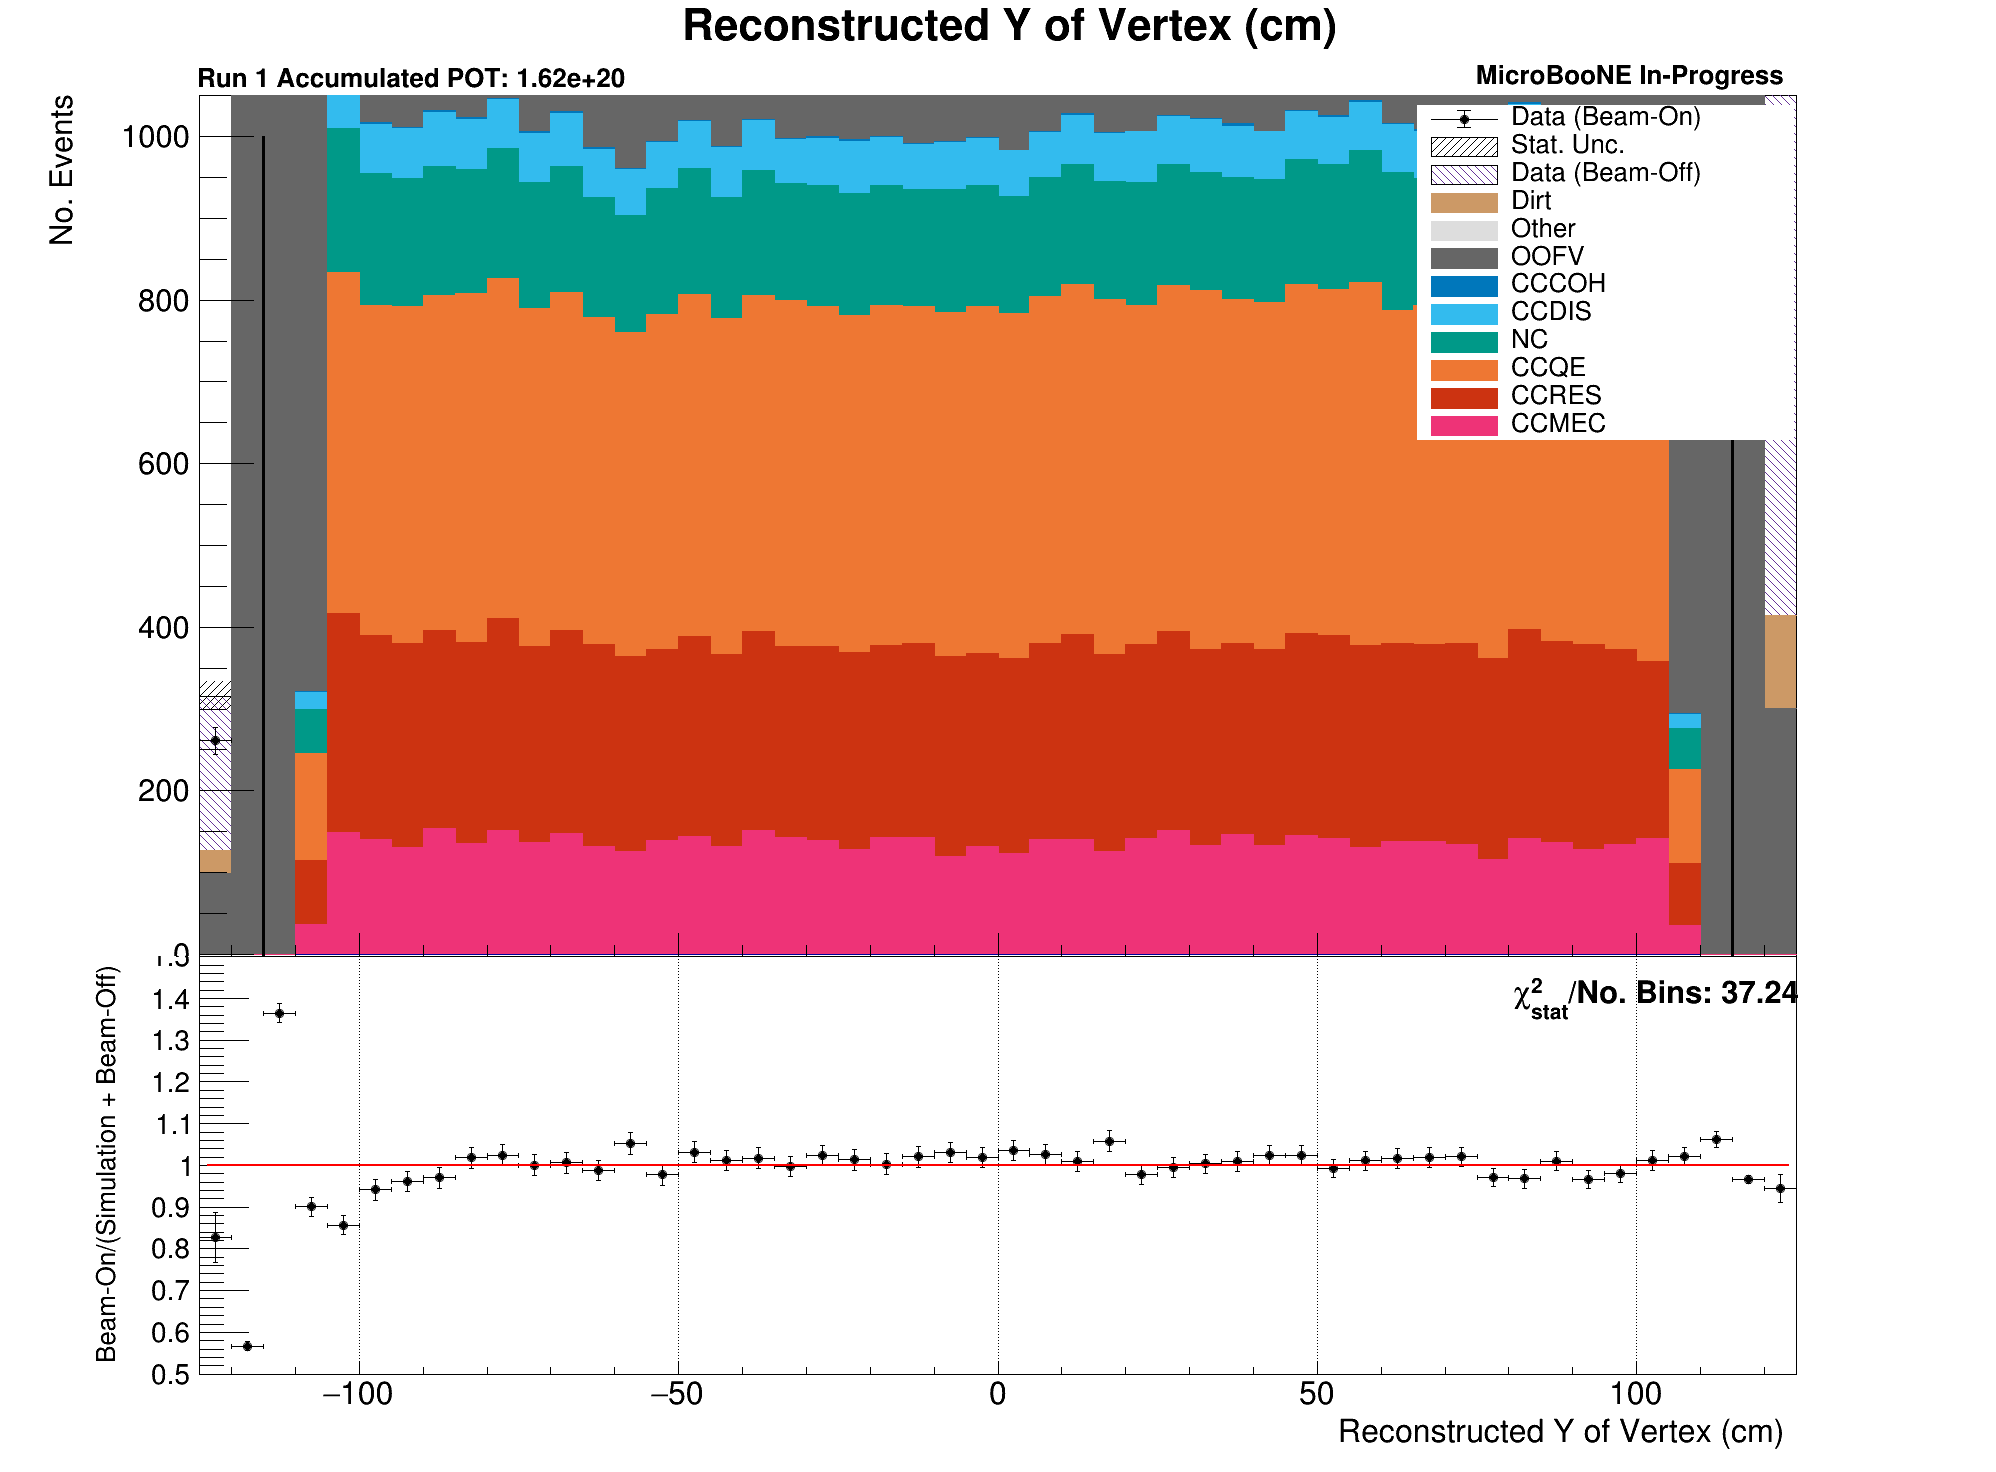 Reconstructed Y of Vertex (cm)
Run 1 Accumulated POT: 1.62e+20
MicroBooNE In-Progress
No. Events
1000
800
600
400
200
0
Data (Beam-On)
Stat. Unc.
Data (Beam-Off)
Dirt
Other
OOFV
CCCOH
CCDIS
NC
CCQE
CCRES
CCMEC
Beam-On/(Simulation + Beam-Off)
1.5
1.4
1.3
1.2
1.1
1
0.9
0.8
0.7
0.6
0.5
χ²stat/No. Bins: 37.24
−100
−50
0
50
100
Reconstructed Y of Vertex (cm)